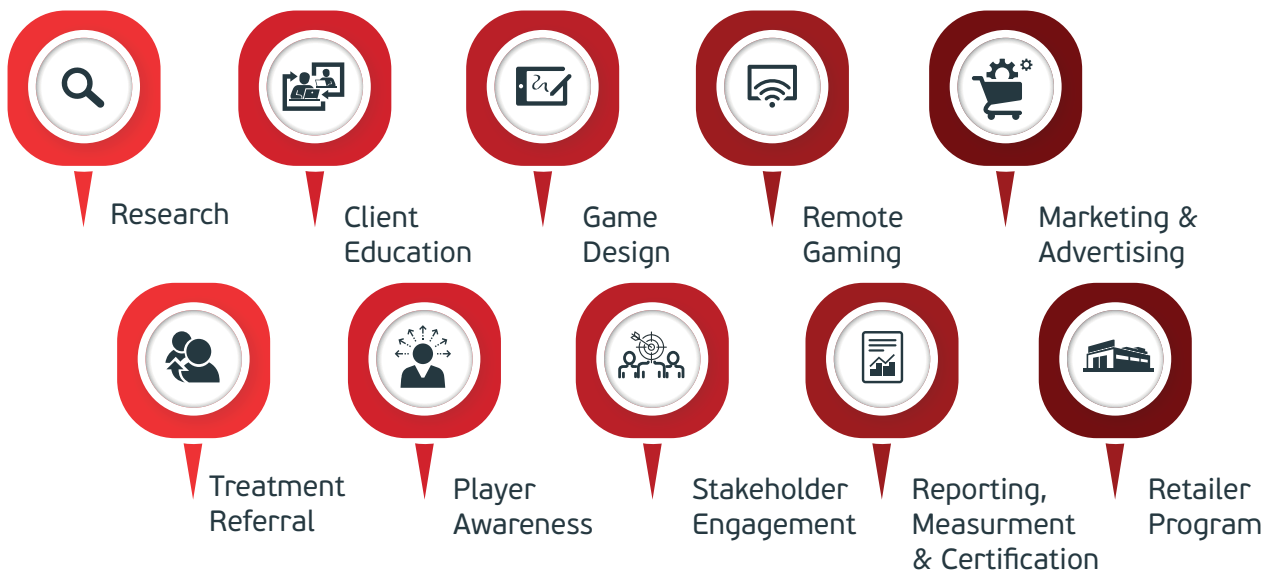 Research
Client
Education
Game
Design
Remote
Gaming
Marketing &
Advertising
Treatment
Referral
Player
Awareness
Stakeholder
Engagement
Reporting,
Measurment
& Certification
Retailer
Program